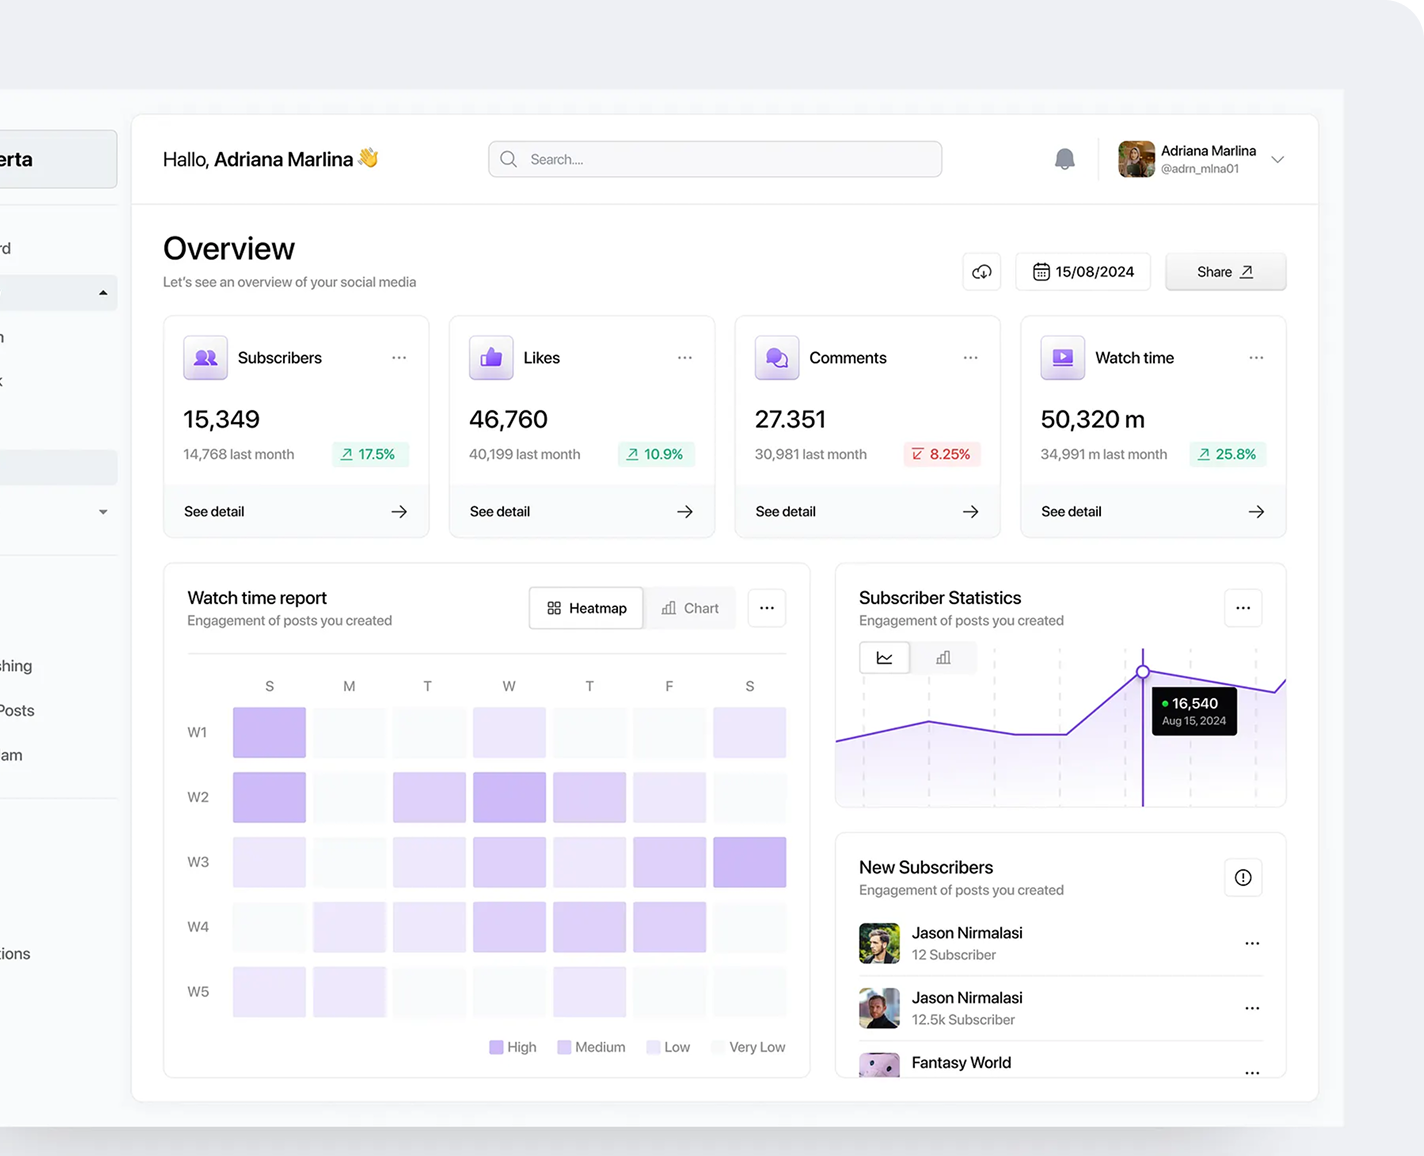 erta
rd
n
k
shing
Posts
am
ions
Hallo, Adriana Marlina👋
Search....
Adriana Marlina
@adrn_mlna01
Overview
Let's see an overview of your social media
15/08/2024
Share
Subscribers
15,349
14,768 last month
17.5%
See detail
Likes
46,760
40,199 last month
10.9%
See detail
Comments
27.351
30,981 last month
8.25%
See detail
Watch time
50,320 m
34,991 m last month
25.8%
See detail
Watch time report
Engagement of posts you created
Heatmap
Chart
S M T W T F S
W1
W2
W3
W4
W5
High Medium Low Very Low
Subscriber Statistics
Engagement of posts you created
16,540
Aug 15, 2024
New Subscribers
Engagement of posts you created
Jason Nirmalasi
12 Subscriber
Jason Nirmalasi
12.5k Subscriber
Fantasy World